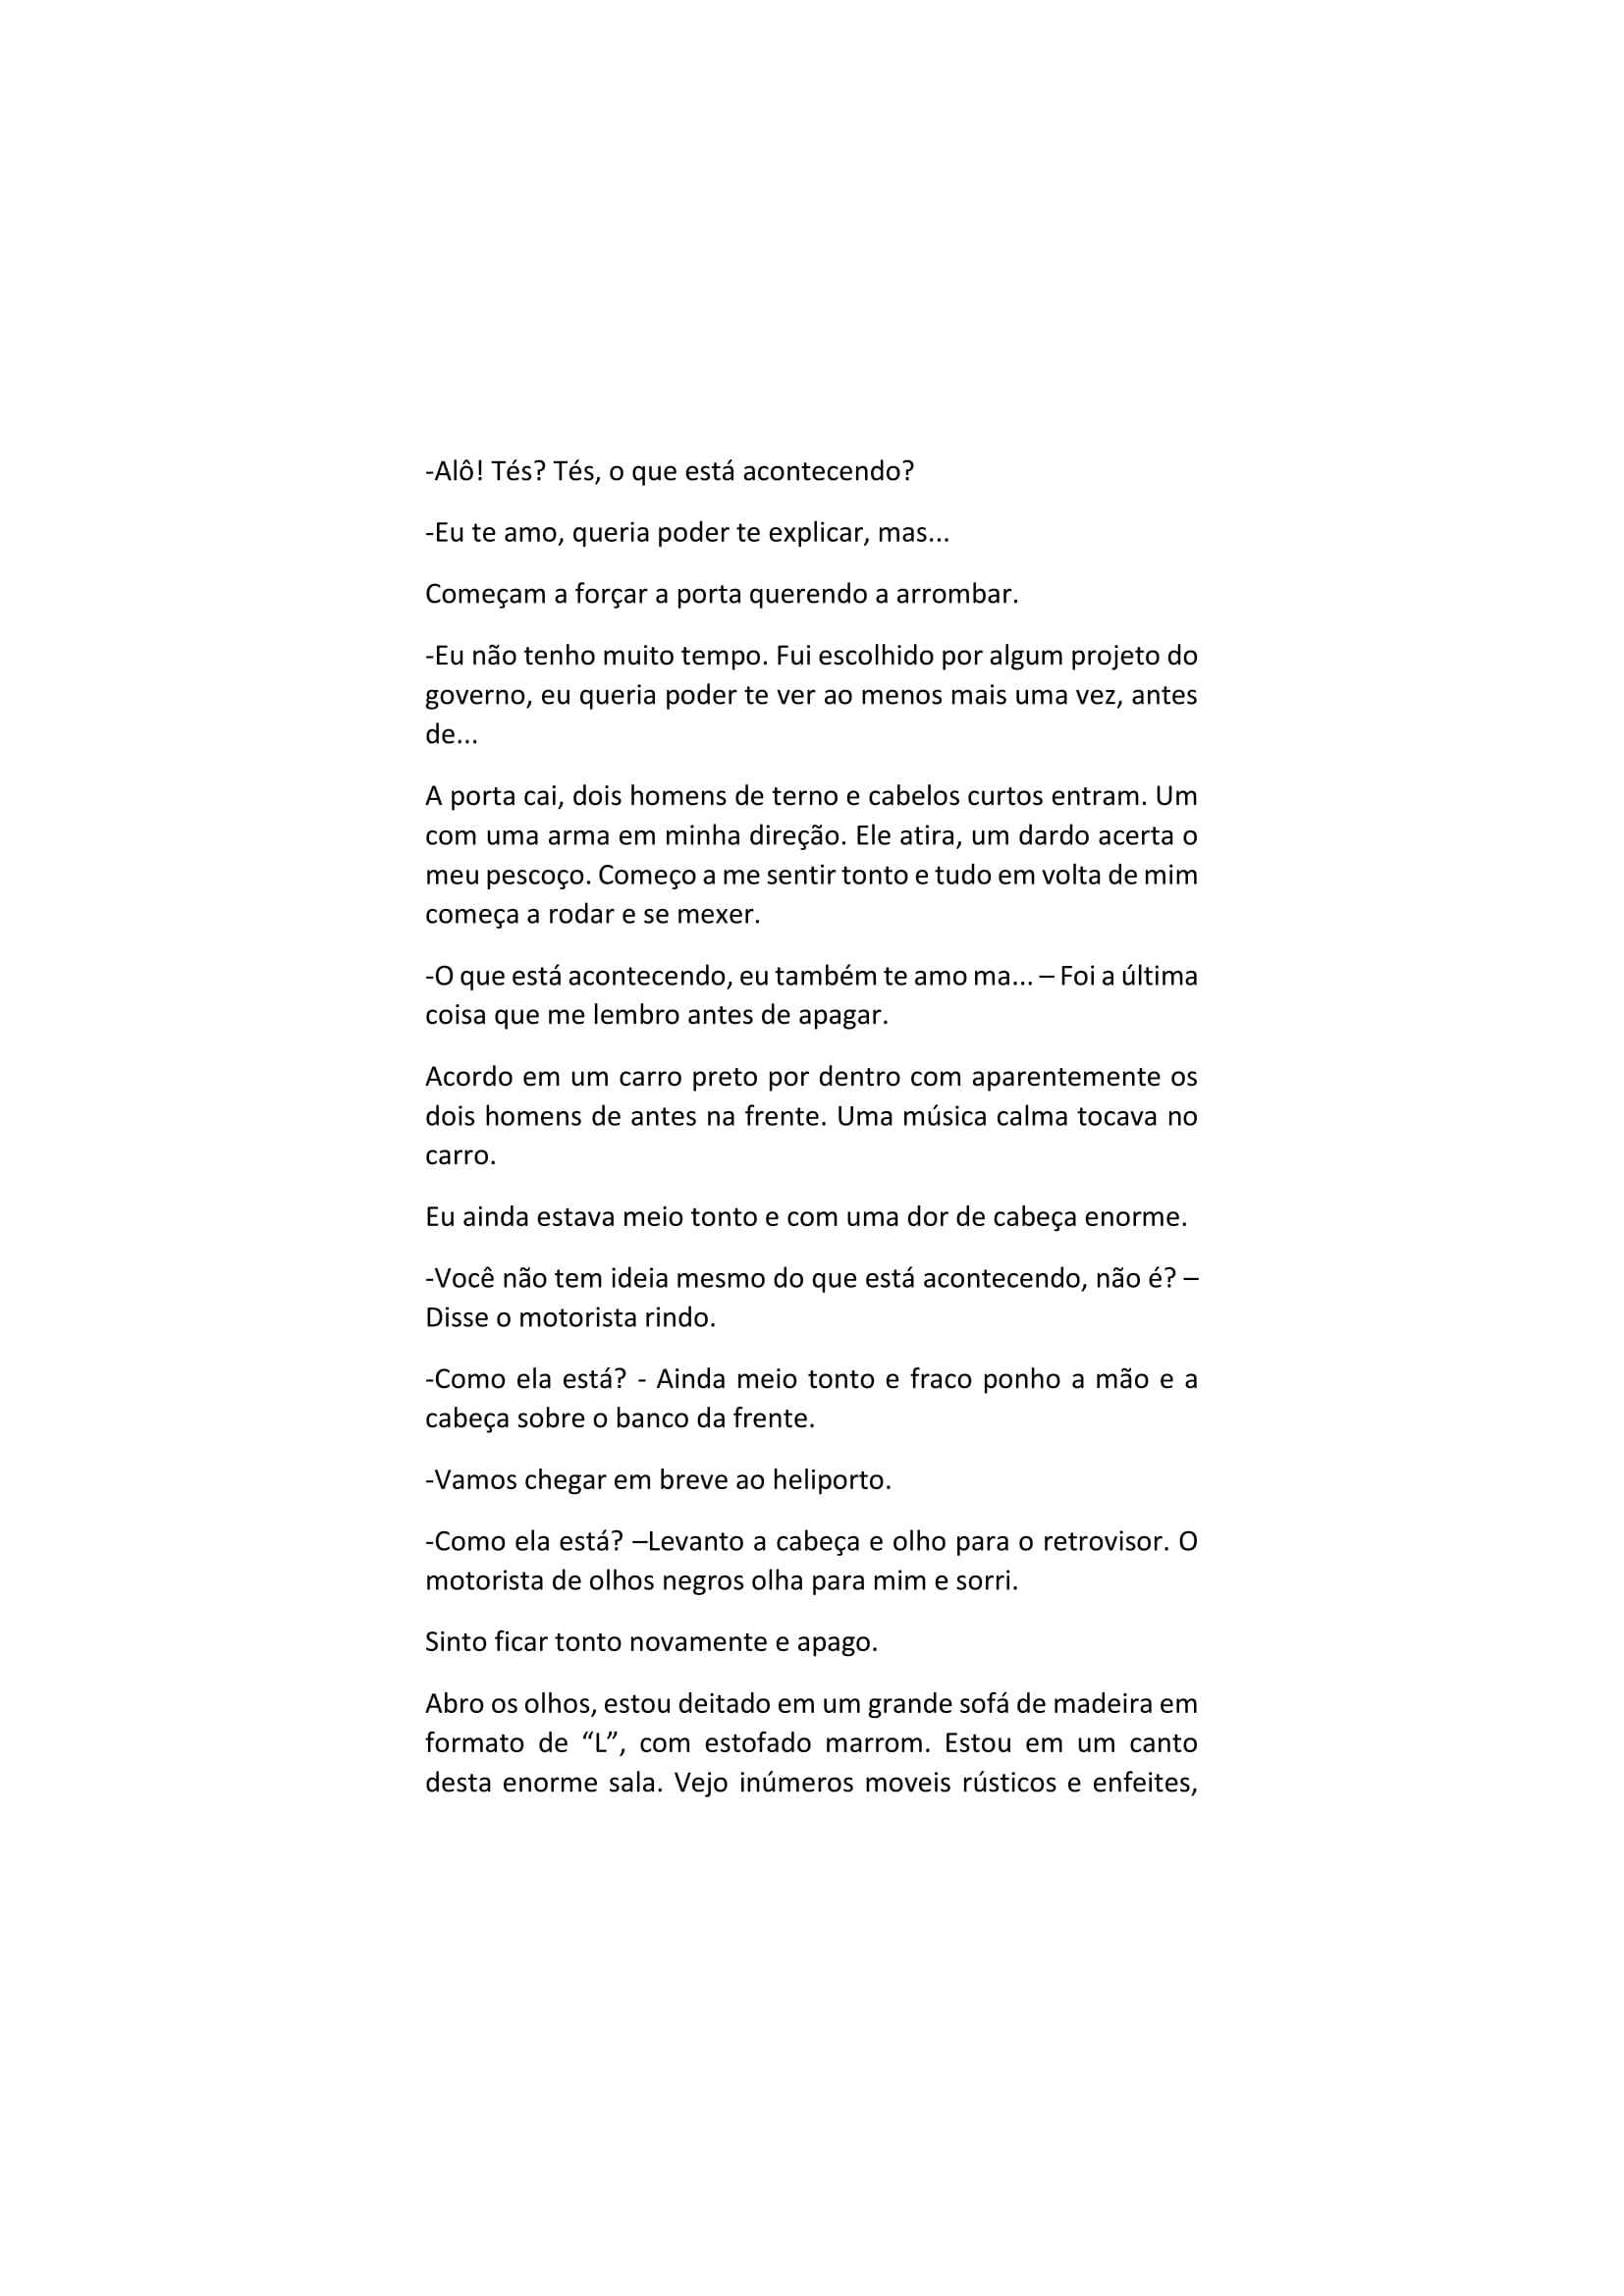 -Alô! Tés? Tés, o que está acontecendo?
-Eu te amo, queria poder te explicar, mas...
Começam a forçar a porta querendo a arrombar.
-Eu não tenho muito tempo. Fui escolhido por algum projeto do
governo, eu queria poder te ver ao menos mais uma vez, antes
de...
A porta cai, dois homens de terno e cabelos curtos entram. Um
com uma arma em minha direção. Ele atira, um dardo acerta o
meu pescoço. Começo a me sentir tonto e tudo em volta de mim
começa a rodar e se mexer.
-O que está acontecendo, eu também te amo ma... – Foi a última
coisa que me lembro antes de apagar.
Acordo em um carro preto por dentro com aparentemente os
dois homens de antes na frente. Uma música calma tocava no
carro.
Eu ainda estava meio tonto e com uma dor de cabeça enorme.
-Você não tem ideia mesmo do que está acontecendo, não é? –
Disse o motorista rindo.
-Como ela está? - Ainda meio tonto e fraco ponho a mão e a
cabeça sobre o banco da frente.
-Vamos chegar em breve ao heliporto.
-Como ela está? –Levanto a cabeça e olho para o retrovisor. O
motorista de olhos negros olha para mim e sorri.
Sinto ficar tonto novamente e apago.
Abro os olhos, estou deitado em um grande sofá de madeira em
formato de “L”, com estofado marrom. Estou em um canto
desta enorme sala. Vejo inúmeros moveis rústicos e enfeites,